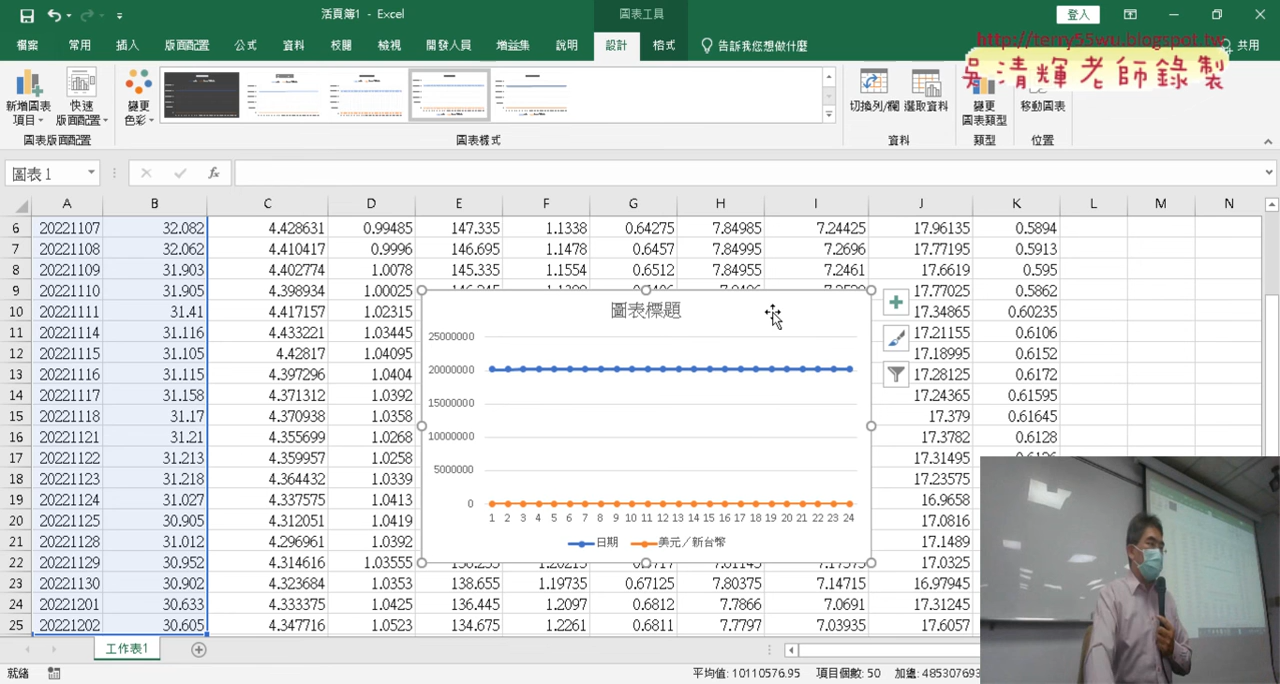 活頁簿1 - Excel
圖表工具
登入
檔案 常用 插入 版面配置 公式 資料 校閱 檢視 開發人員 增益集 說明 設計 格式 告訴我您想做什麼 共用
http://terry55wu.blogspot.tw
吳清輝老師錄製
新增圖表項目 快速版面配置 變更色彩 切換列/欄 選取資料 變更圖表類型 移動圖表
圖表版面配置 圖表樣式 資料 類型 位置
圖表 1 fx
A B C D E F G H I J K L M N
6 20221107 32.082 4.428631 0.99485 147.335 1.1338 0.64275 7.84985 7.24425 17.96135 0.5894
7 20221108 32.062 4.410417 0.9996 146.695 1.1478 0.6457 7.84995 7.2696 17.77195 0.5913
8 20221109 31.903 4.402774 1.0078 145.335 1.1554 0.6512 7.84955 7.2461 17.6619 0.595
9 20221110 31.905 4.398934 1.00025 17.77025 0.5862
10 20221111 31.41 4.417157 1.02315 17.34865 0.60235
11 20221114 31.116 4.433221 1.03445 17.21155 0.6106
12 20221115 31.105 4.42817 1.04095 17.18995 0.6152
13 20221116 31.115 4.397296 1.0404 17.28125 0.6172
14 20221117 31.158 4.371312 1.0392 17.24365 0.61595
15 20221118 31.17 4.370938 1.0358 17.379 0.61645
16 20221121 31.21 4.355699 1.0268 17.3782 0.6128
17 20221122 31.213 4.359957 1.0258 17.31495 0.6126
18 20221123 31.218 4.364432 1.0339 17.23575
19 20221124 31.027 4.337575 1.0413 16.9658
20 20221125 30.905 4.312051 1.0419 17.0816
21 20221128 31.012 4.296961 1.0392 17.1489
22 20221129 30.952 4.314616 1.03555 17.0325
23 20221130 30.902 4.323684 1.0353 138.655 1.19735 0.67125 7.80375 7.14715 16.97945
24 20221201 30.633 4.333375 1.0425 136.445 1.2097 0.6812 7.7866 7.0691 17.31245
25 20221202 30.605 4.347716 1.0523 134.675 1.2261 0.6811 7.7797 7.03935 17.6057
圖表標題
25000000
20000000
15000000
10000000
5000000
0
1 2 3 4 5 6 7 8 9 10 11 12 13 14 15 16 17 18 19 20 21 22 23 24
日期 美元／新台幣
工作表1
就緒 平均值: 10110576.95 項目個數: 50 加總: 485307693